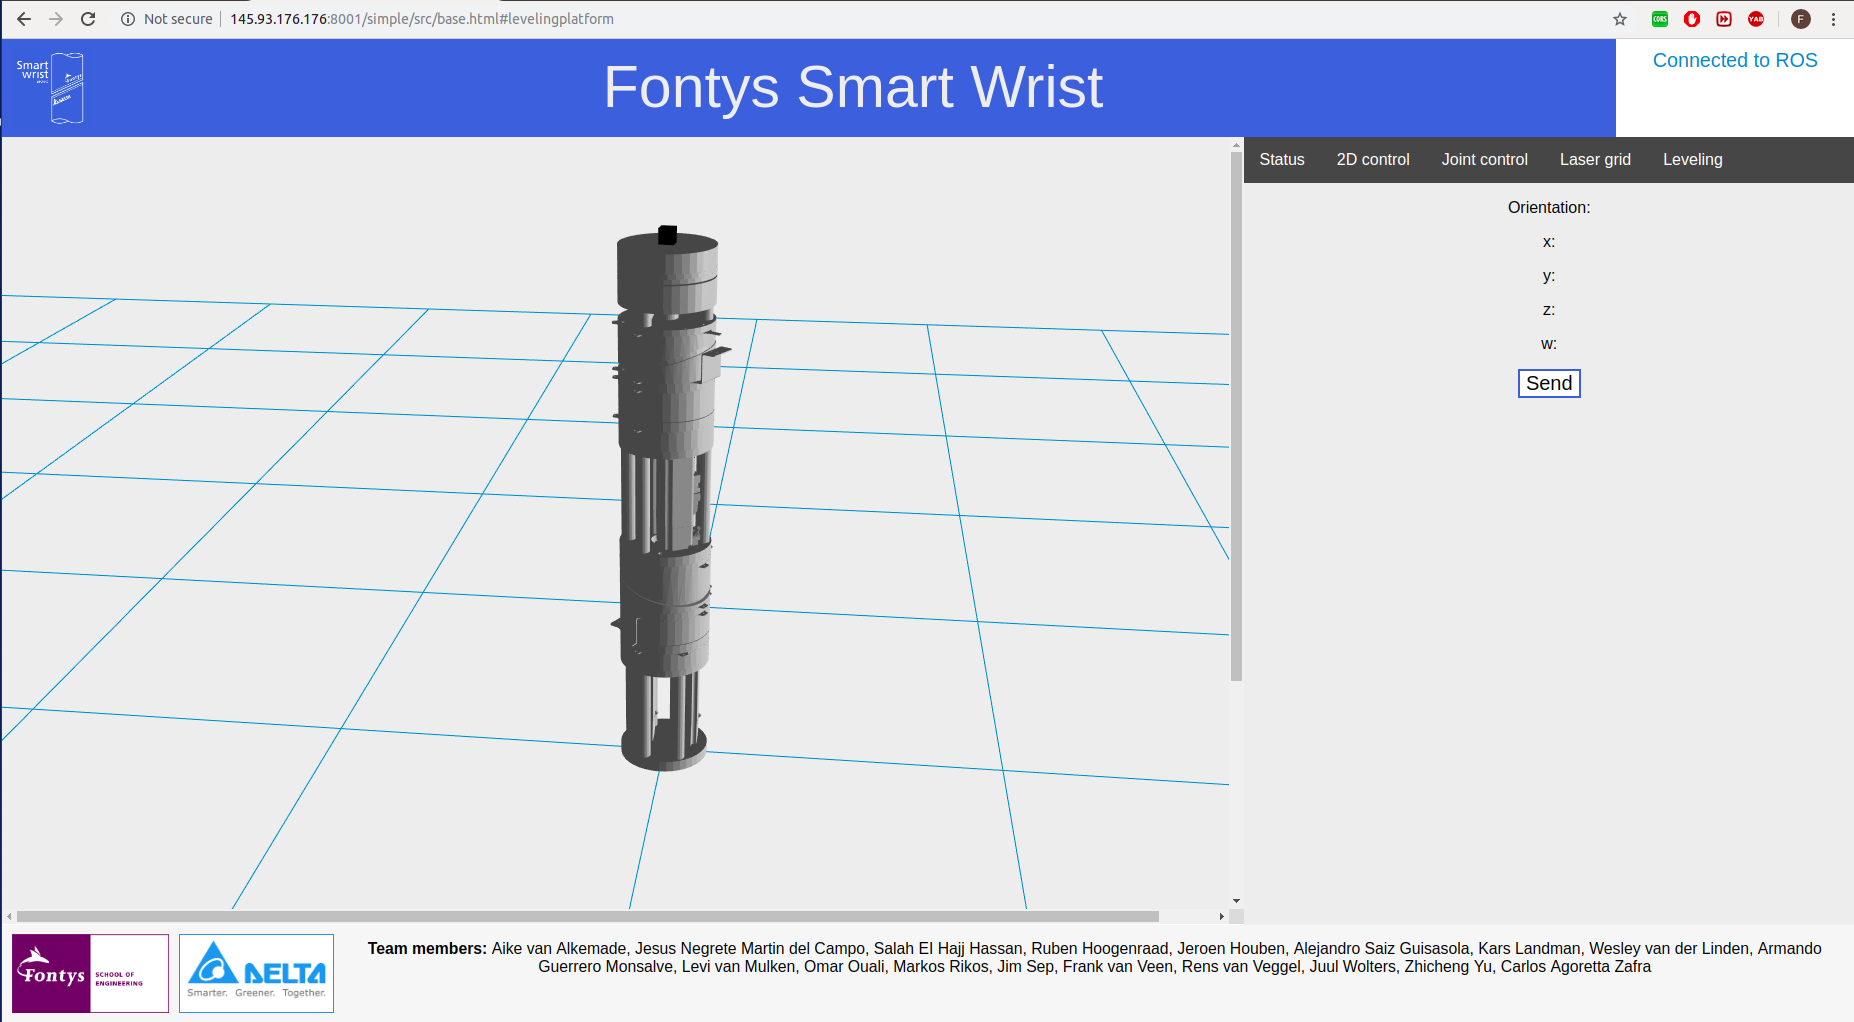 Not secure | 145.93.176.176:8001/simple/src/base.html#levelingplatform
CORS
YAB
F
Smart
wrist
Fontys Smart Wrist
Connected to ROS
Status 2D control Joint control Laser grid Leveling
Orientation:
x:
y:
z:
w:
Send
Fontys
SCHOOL OF
ENGINEERING
DELTA
Smarter. Greener. Together.
Team members: Aike van Alkemade, Jesus Negrete Martin del Campo, Salah El Hajj Hassan, Ruben Hoogenraad, Jeroen Houben, Alejandro Saiz Guisasola, Kars Landman, Wesley van der Linden, Armando
Guerrero Monsalve, Levi van Mulken, Omar Ouali, Markos Rikos, Jim Sep, Frank van Veen, Rens van Veggel, Juul Wolters, Zhicheng Yu, Carlos Agoretta Zafra